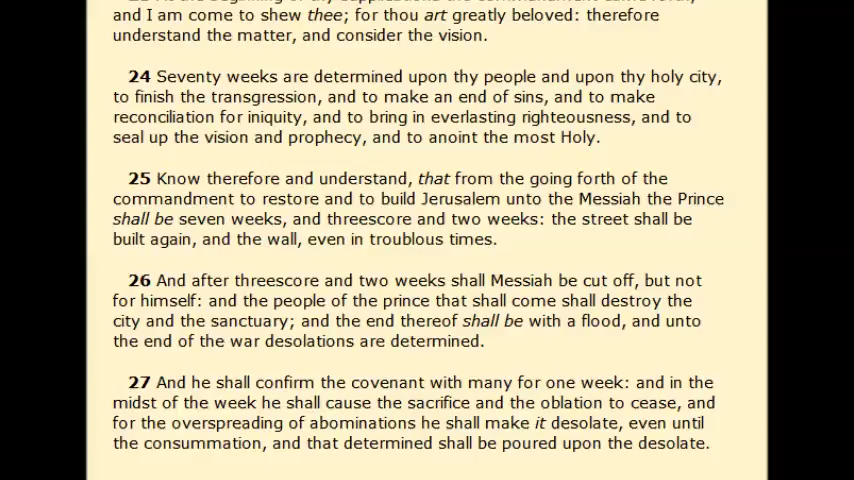 and I am come to shew thee; for thou art greatly beloved: therefore
understand the matter, and consider the vision.
24 Seventy weeks are determined upon thy people and upon thy holy city,
to finish the transgression, and to make an end of sins, and to make
reconciliation for iniquity, and to bring in everlasting righteousness, and to
seal up the vision and prophecy, and to anoint the most Holy.
25 Know therefore and understand, that from the going forth of the
commandment to restore and to build Jerusalem unto the Messiah the Prince
shall be seven weeks, and threescore and two weeks: the street shall be
built again, and the wall, even in troublous times.
26 And after threescore and two weeks shall Messiah be cut off, but not
for himself: and the people of the prince that shall come shall destroy the
city and the sanctuary; and the end thereof shall be with a flood, and unto
the end of the war desolations are determined.
27 And he shall confirm the covenant with many for one week: and in the
midst of the week he shall cause the sacrifice and the oblation to cease, and
for the overspreading of abominations he shall make it desolate, even until
the consummation, and that determined shall be poured upon the desolate.